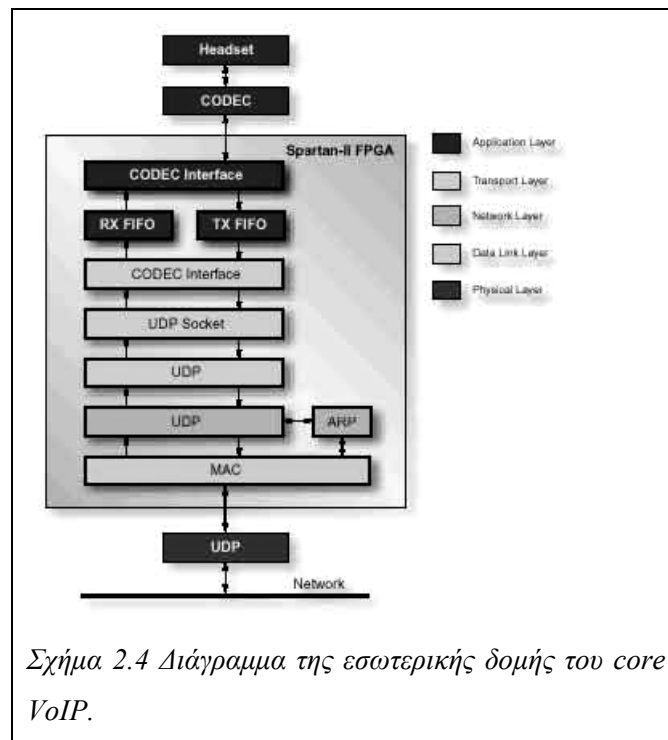 Headset
CODEC
Spartan-II FPGA
CODEC Interface
RX FIFO
TX FIFO
CODEC Interface
UDP Socket
UDP
UDP
ARP
MAC
UDP
Network
Application Layer
Transport Layer
Network Layer
Data Link Layer
Physical Layer
Σχήμα 2.4 Διάγραμμα της εσωτερικής δομής του core
VoIP.